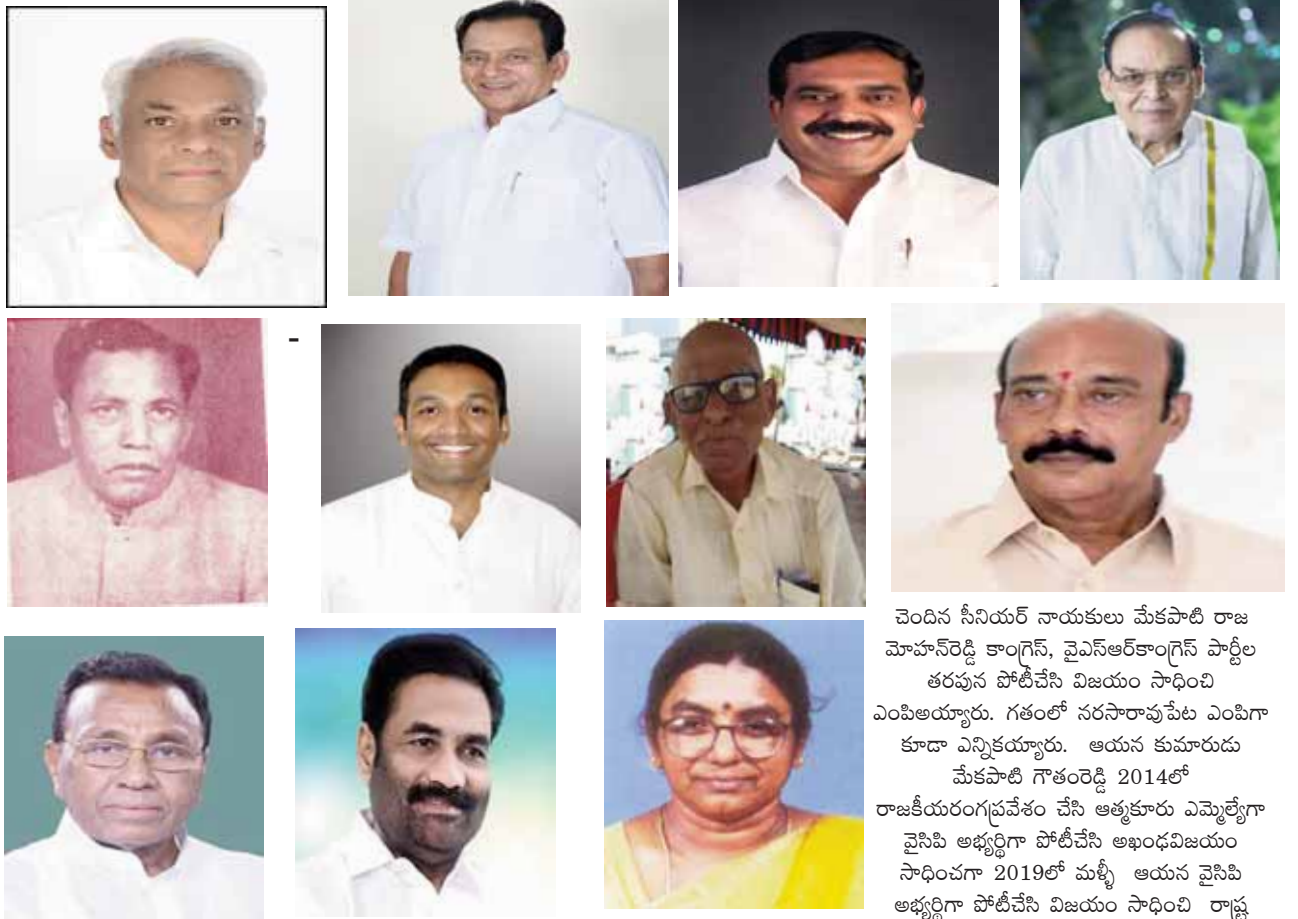 -
చెందిన సీనియర్ నాయకులు మేకపాటి రాజ
మోహన్‌రెడ్డి కాంగ్రెస్, వైఎస్ఆర్‌కాంగ్రెస్ పార్టీల
తరపున పోటీచేసి విజయం సాధించి
ఎంపిఅయ్యారు. గతంలో నరసారావుపేట ఎంపిగా
కూడా ఎన్నికయ్యారు. ఆయన కుమారుడు
మేకపాటి గౌతంరెడ్డి 2014లో
రాజకీయరంగప్రవేశం చేసి ఆత్మకూరు ఎమ్మెల్యేగా
వైసిపి అభ్యర్థిగా పోటీచేసి అఖండవిజయం
సాధించగా 2019లో మళ్ళీ ఆయన వైసిపి
అభ్యర్థిగా పోటీచేసి విజయం సాధించి రాష్ట్ర